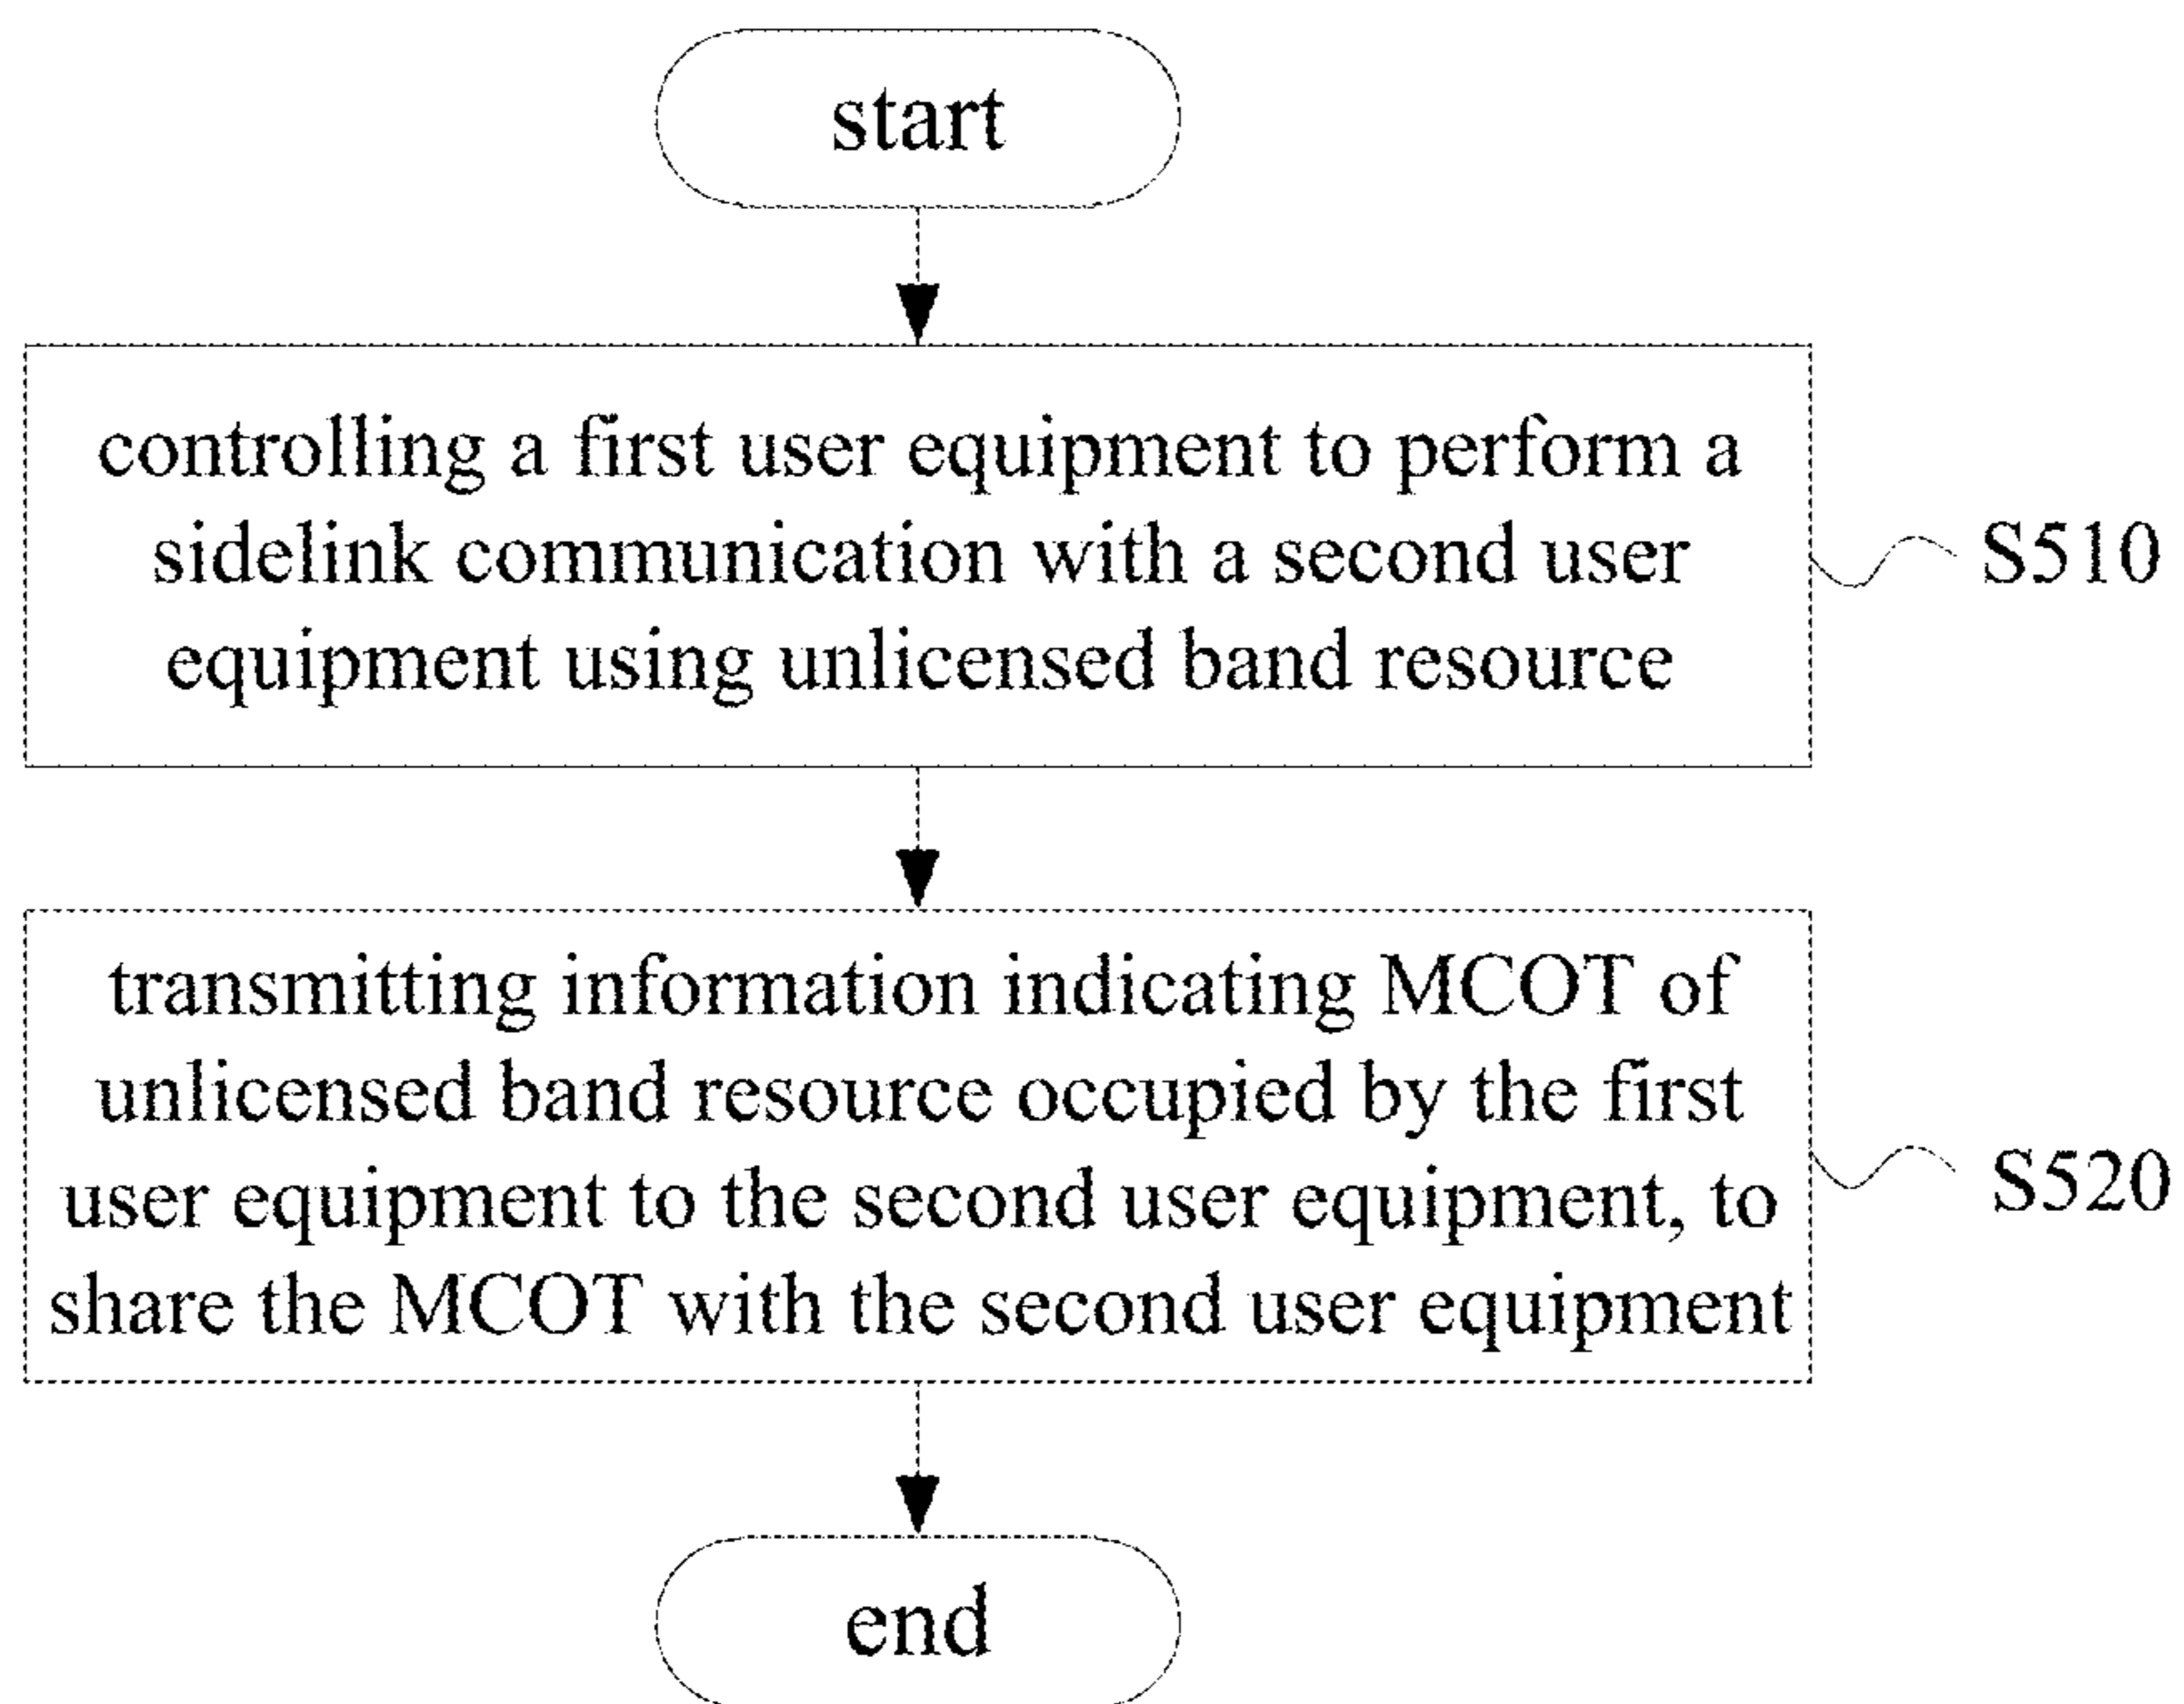 start
controlling a first user equipment to perform a
sidelink communication with a second user
equipment using unlicensed band resource
S510
transmitting information indicating MCOT of
unlicensed band resource occupied by the first
user equipment to the second user equipment, to
share the MCOT with the second user equipment
S520
end